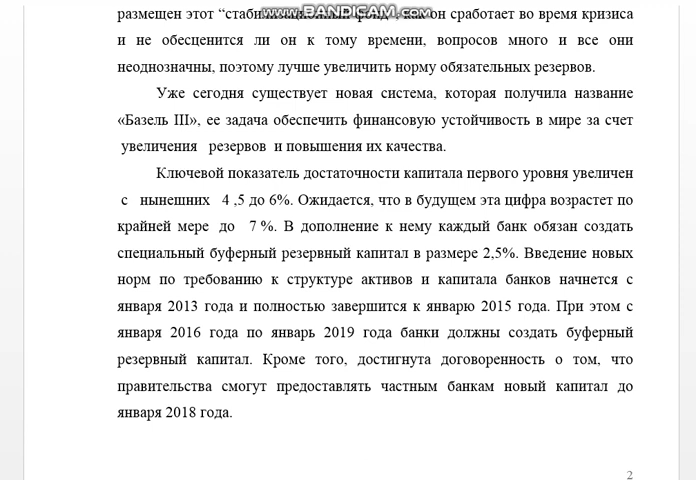 www.BANDICAM.com
размещен этот “стабилизационный фонд”, как он сработает во время кризиса
и не обесценится ли он к тому времени, вопросов много и все они
неоднозначны, поэтому лучше увеличить норму обязательных резервов.
Уже сегодня существует новая система, которая получила название
«Базель III», ее задача обеспечить финансовую устойчивость в мире за счет
увеличения резервов и повышения их качества.
Ключевой показатель достаточности капитала первого уровня увеличен
с нынешних 4 ,5 до 6%. Ожидается, что в будущем эта цифра возрастет по
крайней мере до 7 %. В дополнение к нему каждый банк обязан создать
специальный буферный резервный капитал в размере 2,5%. Введение новых
норм по требованию к структуре активов и капитала банков начнется с
января 2013 года и полностью завершится к январю 2015 года. При этом с
января 2016 года по январь 2019 года банки должны создать буферный
резервный капитал. Кроме того, достигнута договоренность о том, что
правительства смогут предоставлять частным банкам новый капитал до
января 2018 года.
2